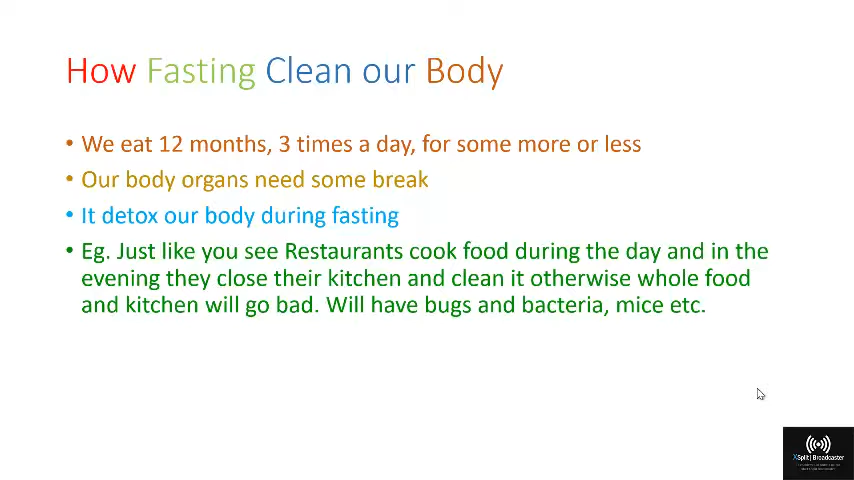 How Fasting Clean our Body
• We eat 12 months, 3 times a day, for some more or less
• Our body organs need some break
• It detox our body during fasting
• Eg. Just like you see Restaurants cook food during the day and in the
evening they close their kitchen and clean it otherwise whole food
and kitchen will go bad. Will have bugs and bacteria, mice etc.
XSplit Broadcaster